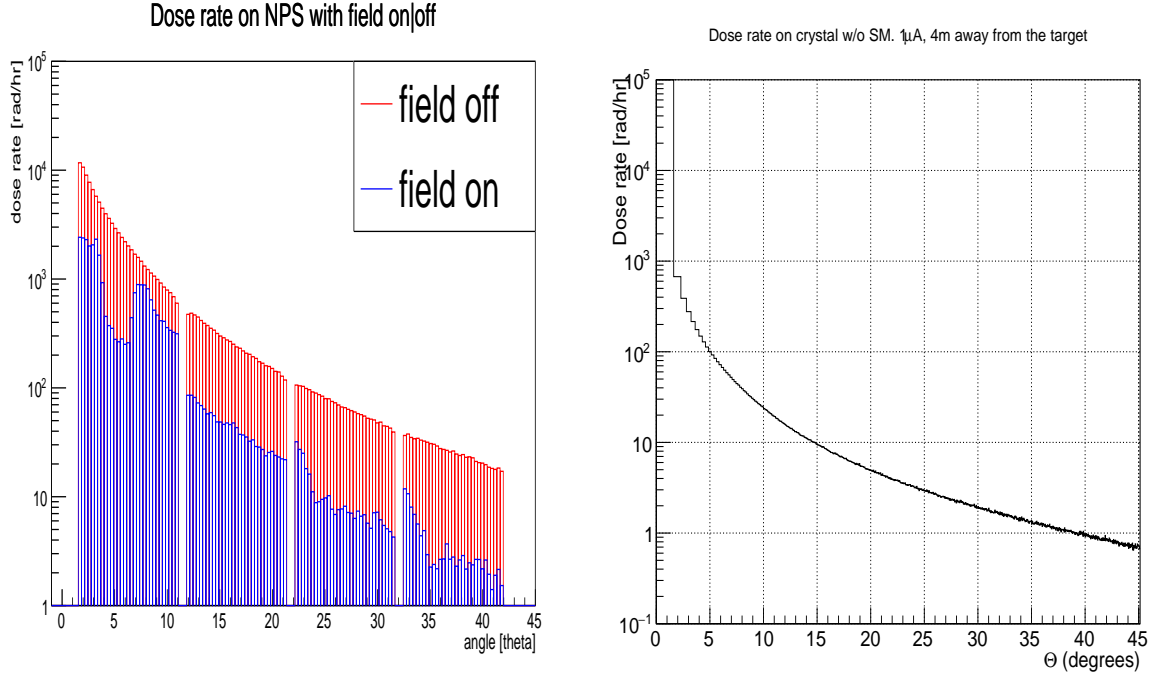 Dose rate on NPS with field on|off
dose rate [rad/hr]
10^5
10^4
10^3
10^2
10
1
field off
field on
0 5 10 15 20 25 30 35 40 45
angle [theta]
Dose rate on crystal w/o SM. 1μA, 4m away from the target
Dose rate [rad/hr]
10^5
10^4
10^3
10^2
10
1
10^−1
0 5 10 15 20 25 30 35 40 45
Θ (degrees)